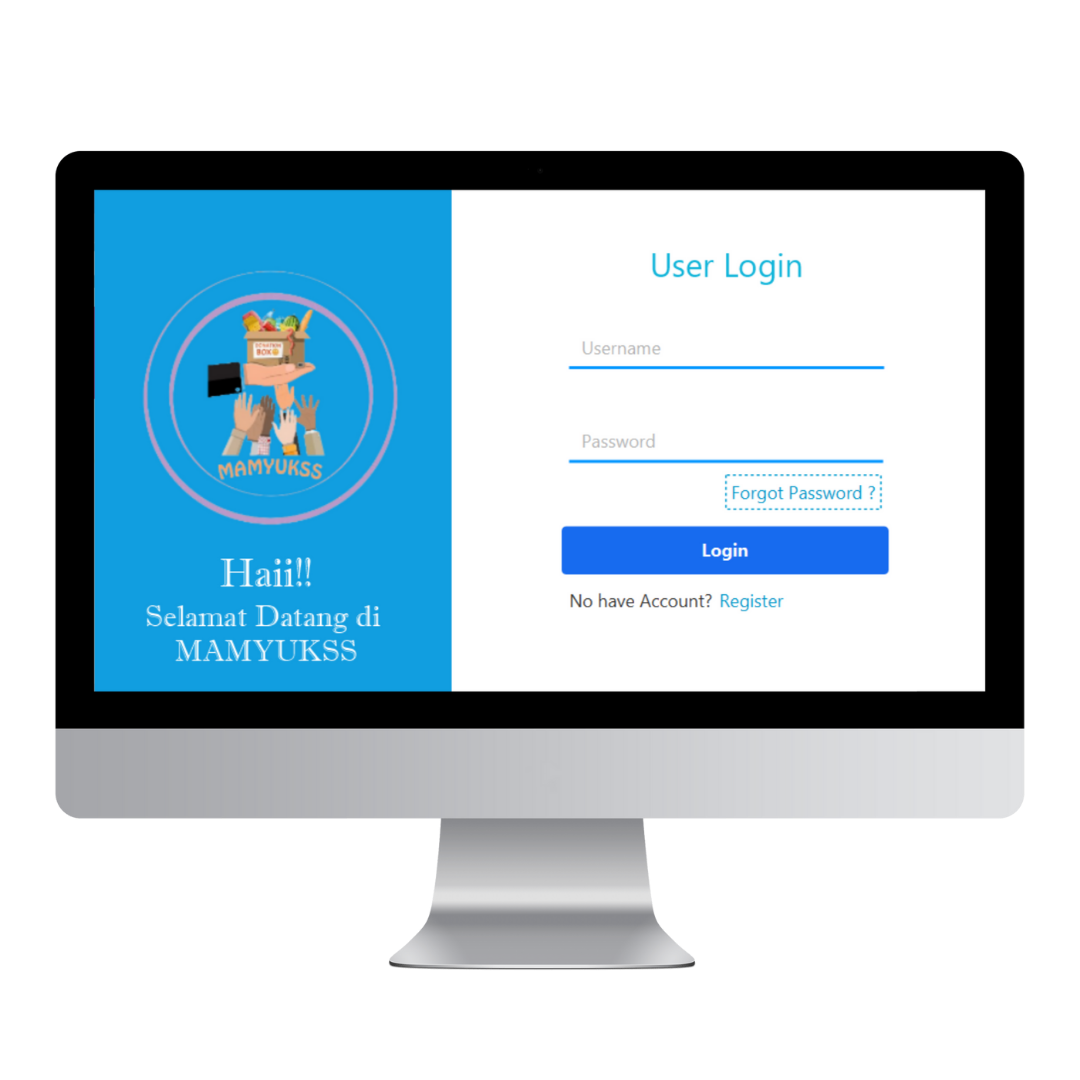 DONATION
BOX
MAMYUKSS
Haii!!
Selamat Datang di
MAMYUKSS
User Login
Username
Password
Forgot Password ?
Login
No have Account? Register